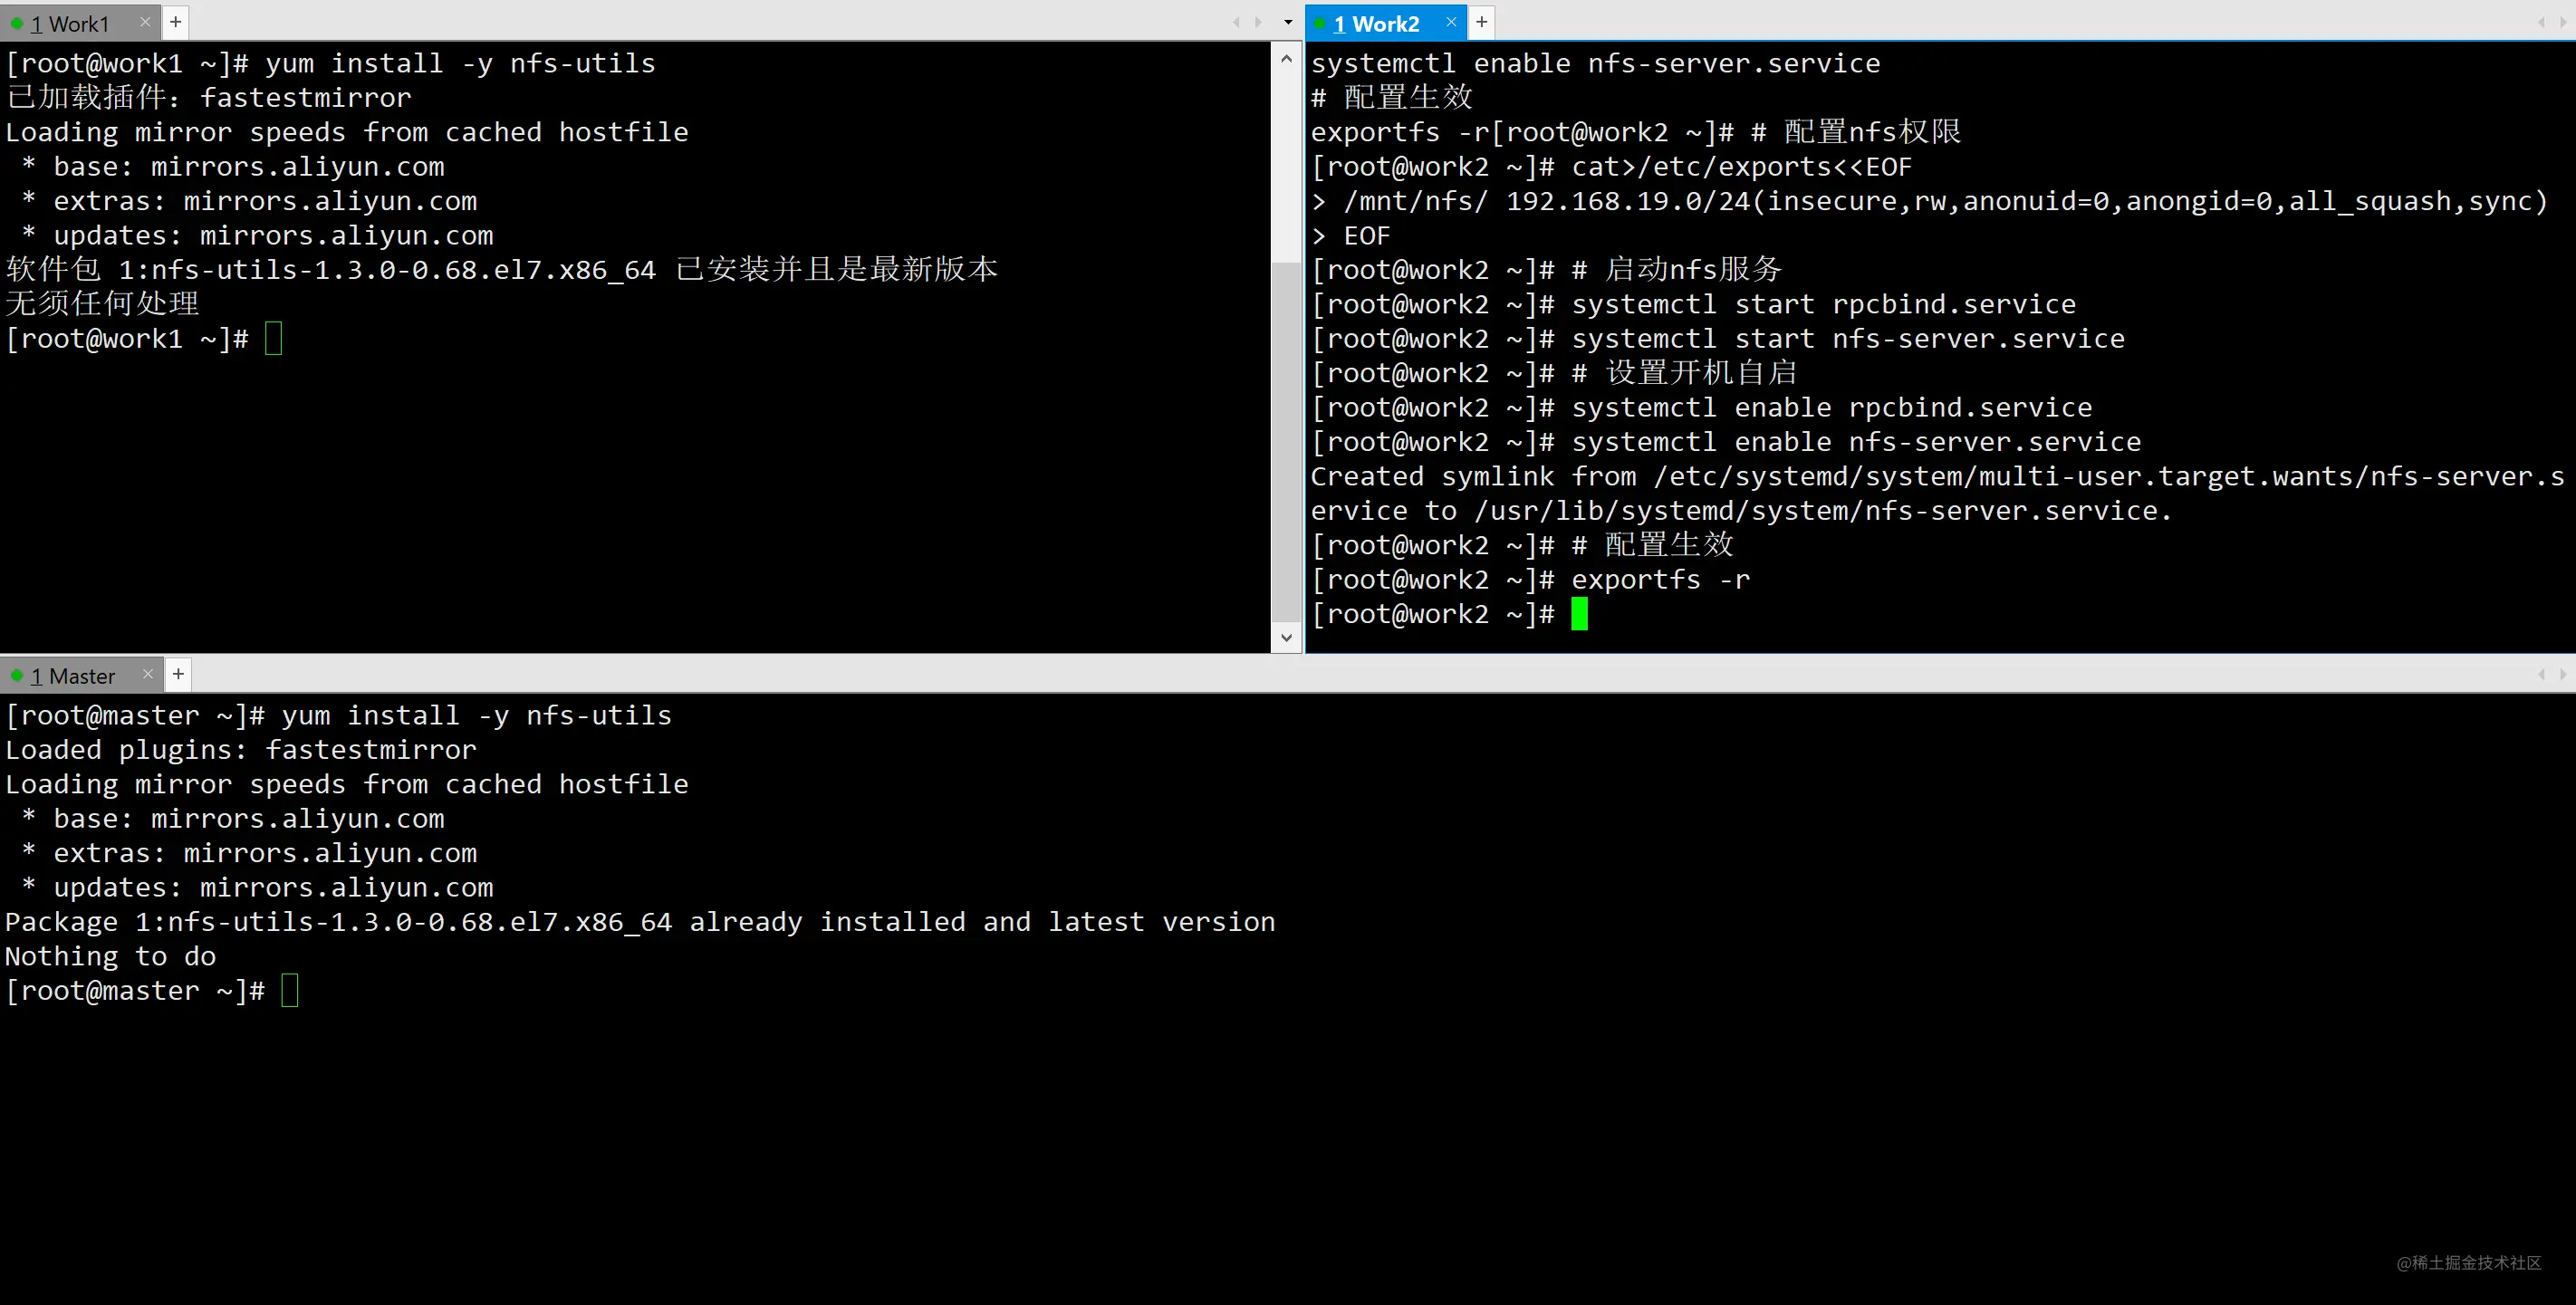 1 Work1
[root@work1 ~]# yum install -y nfs-utils
已加载插件：fastestmirror
Loading mirror speeds from cached hostfile
 * base: mirrors.aliyun.com
 * extras: mirrors.aliyun.com
 * updates: mirrors.aliyun.com
软件包 1:nfs-utils-1.3.0-0.68.el7.x86_64 已安装并且是最新版本
无须任何处理
[root@work1 ~]#
1 Work2
systemctl enable nfs-server.service
# 配置生效
exportfs -r[root@work2 ~]# # 配置nfs权限
[root@work2 ~]# cat>/etc/exports<<EOF
> /mnt/nfs/ 192.168.19.0/24(insecure,rw,anonuid=0,anongid=0,all_squash,sync)
> EOF
[root@work2 ~]# # 启动nfs服务
[root@work2 ~]# systemctl start rpcbind.service
[root@work2 ~]# systemctl start nfs-server.service
[root@work2 ~]# # 设置开机自启
[root@work2 ~]# systemctl enable rpcbind.service
[root@work2 ~]# systemctl enable nfs-server.service
Created symlink from /etc/systemd/system/multi-user.target.wants/nfs-server.s
ervice to /usr/lib/systemd/system/nfs-server.service.
[root@work2 ~]# # 配置生效
[root@work2 ~]# exportfs -r
[root@work2 ~]#
1 Master
[root@master ~]# yum install -y nfs-utils
Loaded plugins: fastestmirror
Loading mirror speeds from cached hostfile
 * base: mirrors.aliyun.com
 * extras: mirrors.aliyun.com
 * updates: mirrors.aliyun.com
Package 1:nfs-utils-1.3.0-0.68.el7.x86_64 already installed and latest version
Nothing to do
[root@master ~]#
@稀土掘金技术社区